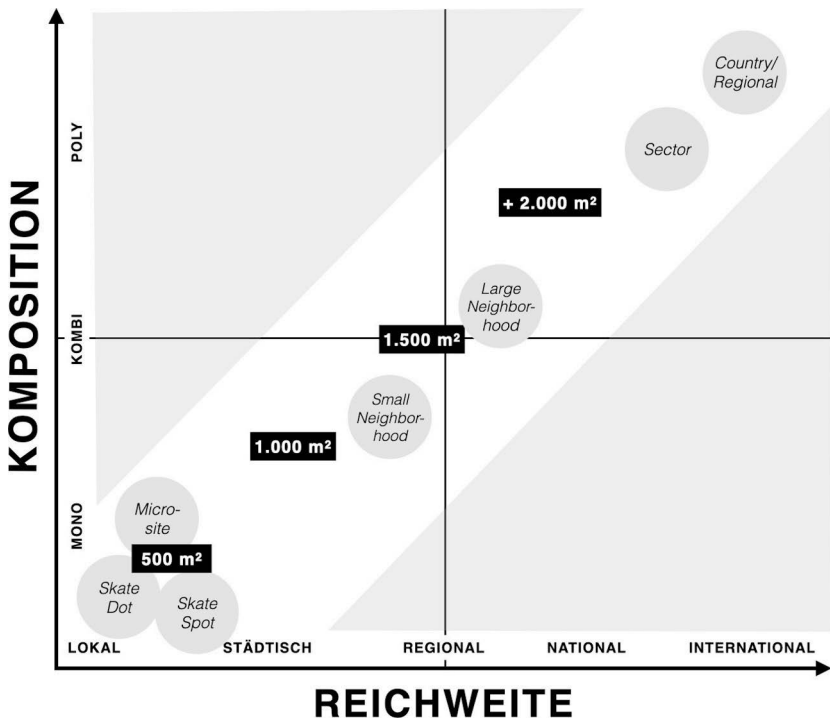 Country/
Regional
POLY
Sector
+ 2.000 m²
KOMPOSITION
Large
Neighbor-
hood
KOMBI
1.500 m²
Small
Neighbor-
hood
1.000 m²
Micro-
site
MONO
500 m²
Skate
Dot
Skate
Spot
LOKAL
STÄDTISCH
REGIONAL
NATIONAL
INTERNATIONAL
REICHWEITE